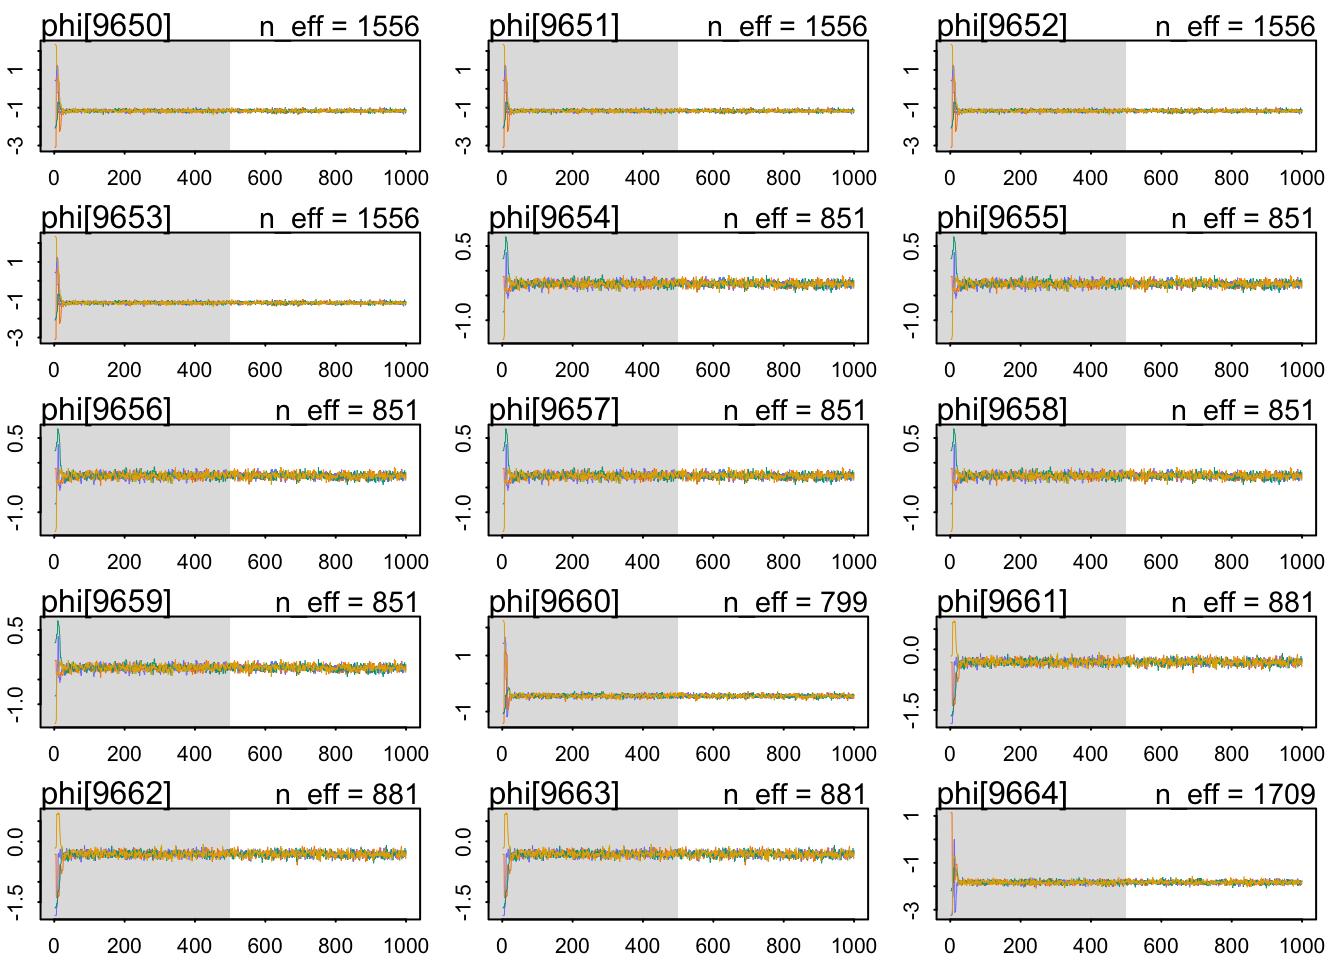 phi[9650] n_eff = 1556 phi[9651] n_eff = 1556 phi[9652] n_eff = 1556
1 1 1
-1 -1 -1
-3 -3 -3
0 200 400 600 800 1000 0 200 400 600 800 1000 0 200 400 600 800 1000
phi[9653] n_eff = 1556 phi[9654] n_eff = 851 phi[9655] n_eff = 851
1 0.5 0.5
-1
-3 -1.0 -1.0
0 200 400 600 800 1000 0 200 400 600 800 1000 0 200 400 600 800 1000
phi[9656] n_eff = 851 phi[9657] n_eff = 851 phi[9658] n_eff = 851
0.5 0.5 0.5
-1.0 -1.0 -1.0
0 200 400 600 800 1000 0 200 400 600 800 1000 0 200 400 600 800 1000
phi[9659] n_eff = 851 phi[9660] n_eff = 799 phi[9661] n_eff = 881
0.5 1 0.0
-1.0 -1 -1.5
0 200 400 600 800 1000 0 200 400 600 800 1000 0 200 400 600 800 1000
phi[9662] n_eff = 881 phi[9663] n_eff = 881 phi[9664] n_eff = 1709
0.0 0.0 1
-1
-1.5 -1.5 -3
0 200 400 600 800 1000 0 200 400 600 800 1000 0 200 400 600 800 1000